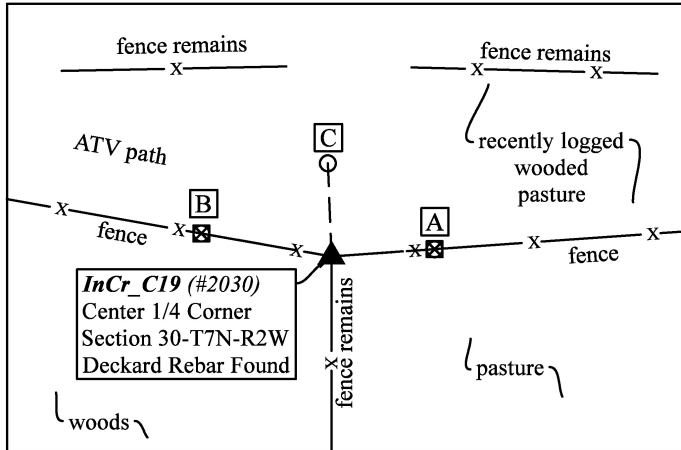 fence remains
x
fence remains
x x
C
ATV path
recently logged
wooded
pasture
B
A
x
x
x
x
x
x
fence
fence
InCr_C19 (#2030)
Center 1/4 Corner
Section 30-T7N-R2W
Deckard Rebar Found
fence remains
x
pasture
woods